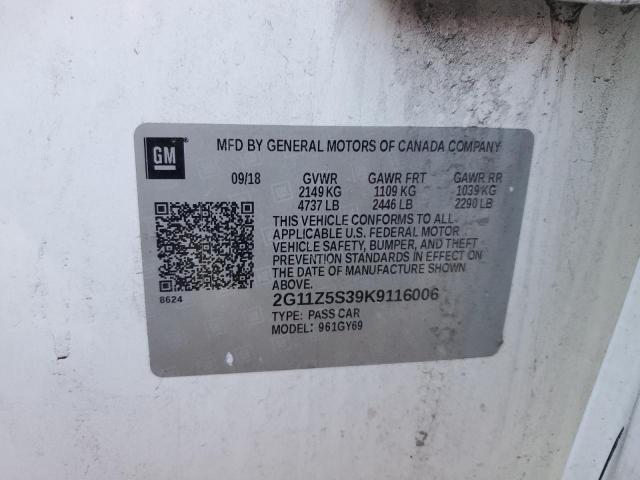 GM
MFD BY GENERAL MOTORS OF CANADA COMPANY
09/18 GVWR GAWR FRT GAWR RR
2149 KG 1109 KG 1039 KG
4737 LB 2446 LB 2290 LB
THIS VEHICLE CONFORMS TO ALL
APPLICABLE U.S. FEDERAL MOTOR
VEHICLE SAFETY, BUMPER, AND THEFT
PREVENTION STANDARDS IN EFFECT ON
THE DATE OF MANUFACTURE SHOWN
ABOVE.
8624
2G11Z5S39K9116006
TYPE: PASS CAR
MODEL: 961GY69